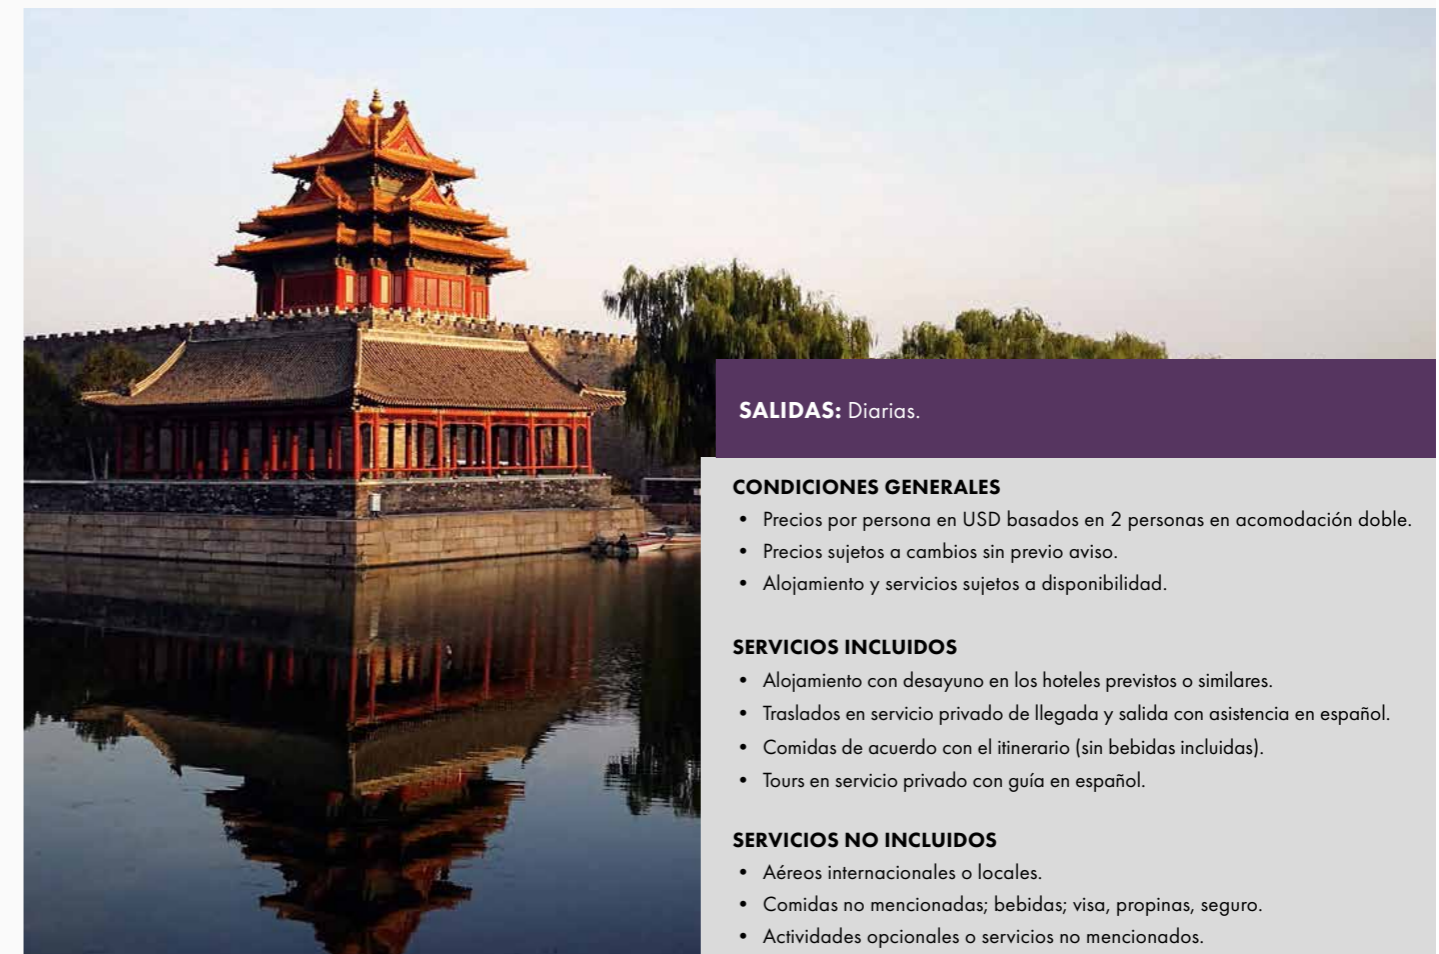 SALIDAS: Diarias.
CONDICIONES GENERALES
• Precios por persona en USD basados en 2 personas en acomodación doble.
• Precios sujetos a cambios sin previo aviso.
• Alojamiento y servicios sujetos a disponibilidad.
SERVICIOS INCLUIDOS
• Alojamiento con desayuno en los hoteles previstos o similares.
• Traslados en servicio privado de llegada y salida con asistencia en español.
• Comidas de acuerdo con el itinerario (sin bebidas incluidas).
• Tours en servicio privado con guía en español.
SERVICIOS NO INCLUIDOS
• Aéreos internacionales o locales.
• Comidas no mencionadas; bebidas; visa, propinas, seguro.
• Actividades opcionales o servicios no mencionados.